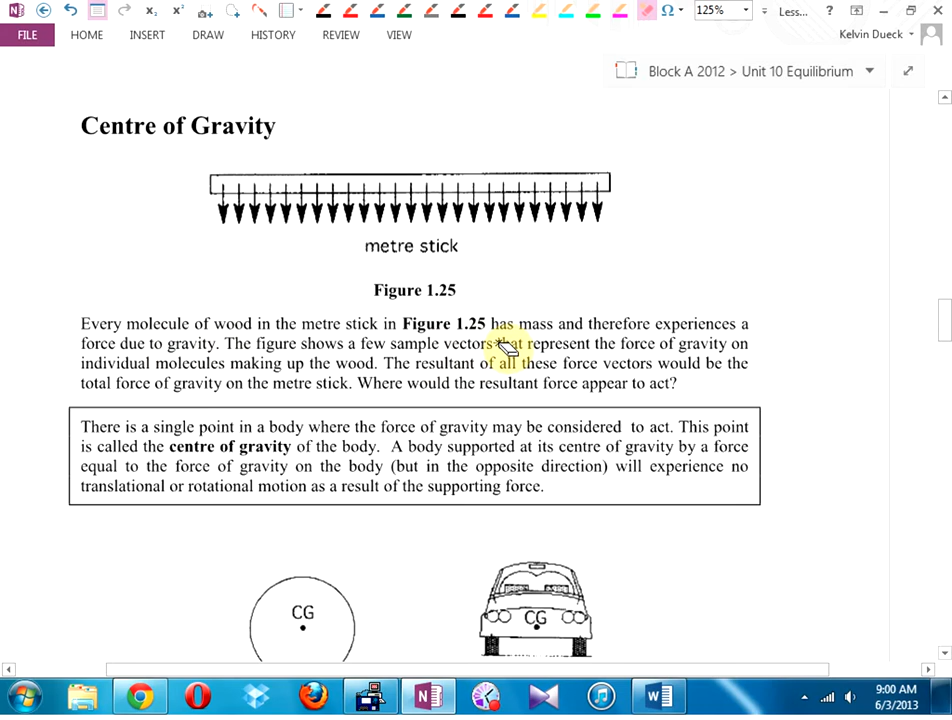 x₂ x² Ω 125% Less... ?
FILE HOME INSERT DRAW HISTORY REVIEW VIEW Kelvin Dueck
Block A 2012 > Unit 10 Equilibrium
Centre of Gravity
metre stick
Figure 1.25
Every molecule of wood in the metre stick in Figure 1.25 has mass and therefore experiences a
force due to gravity. The figure shows a few sample vectors that represent the force of gravity on
individual molecules making up the wood. The resultant of all these force vectors would be the
total force of gravity on the metre stick. Where would the resultant force appear to act?
There is a single point in a body where the force of gravity may be considered to act. This point
is called the centre of gravity of the body. A body supported at its centre of gravity by a force
equal to the force of gravity on the body (but in the opposite direction) will experience no
translational or rotational motion as a result of the supporting force.
CG
CG
9:00 AM
6/3/2013